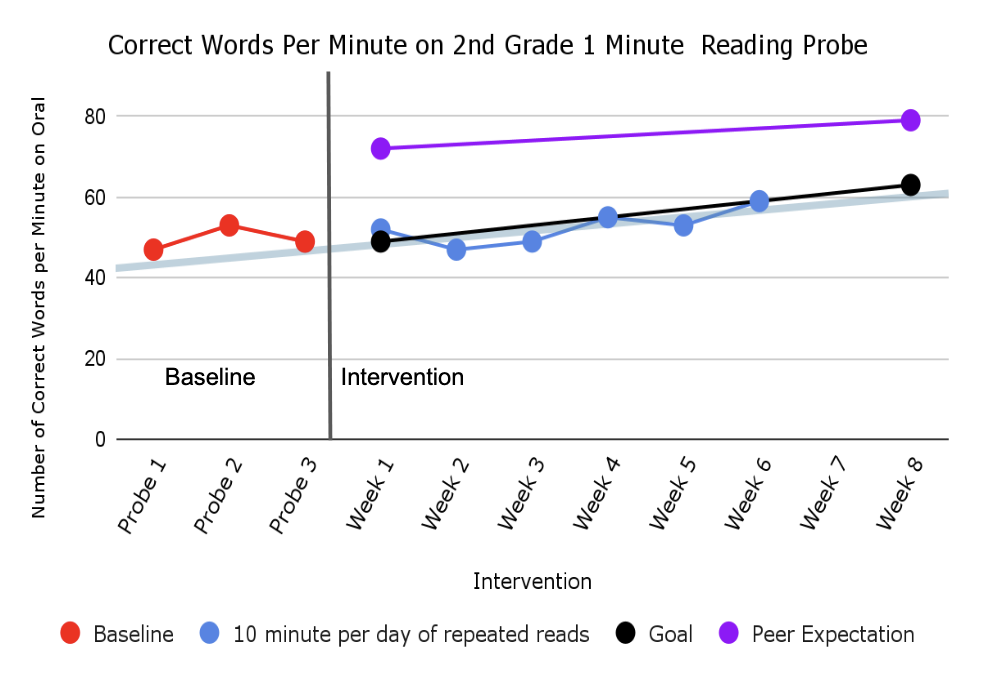 Correct Words Per Minute on 2nd Grade 1 Minute  Reading Probe
Number of Correct Words per Minute on Oral
80
60
40
20
0
Baseline
Intervention
Probe 1
Probe 2
Probe 3
Week 1
Week 2
Week 3
Week 4
Week 5
Week 6
Week 7
Week 8
Intervention
Baseline
10 minute per day of repeated reads
Goal
Peer Expectation